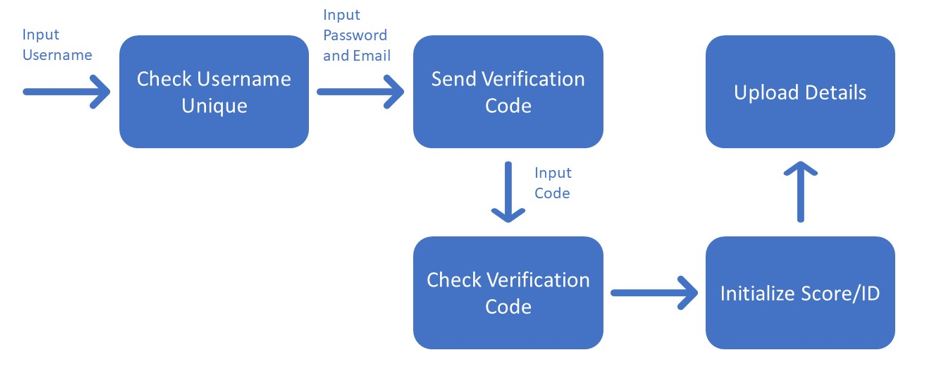 Input
Username
Check Username
Unique
Input
Password
and Email
Send Verification
Code
Input
Code
Check Verification
Code
Initialize Score/ID
Upload Details